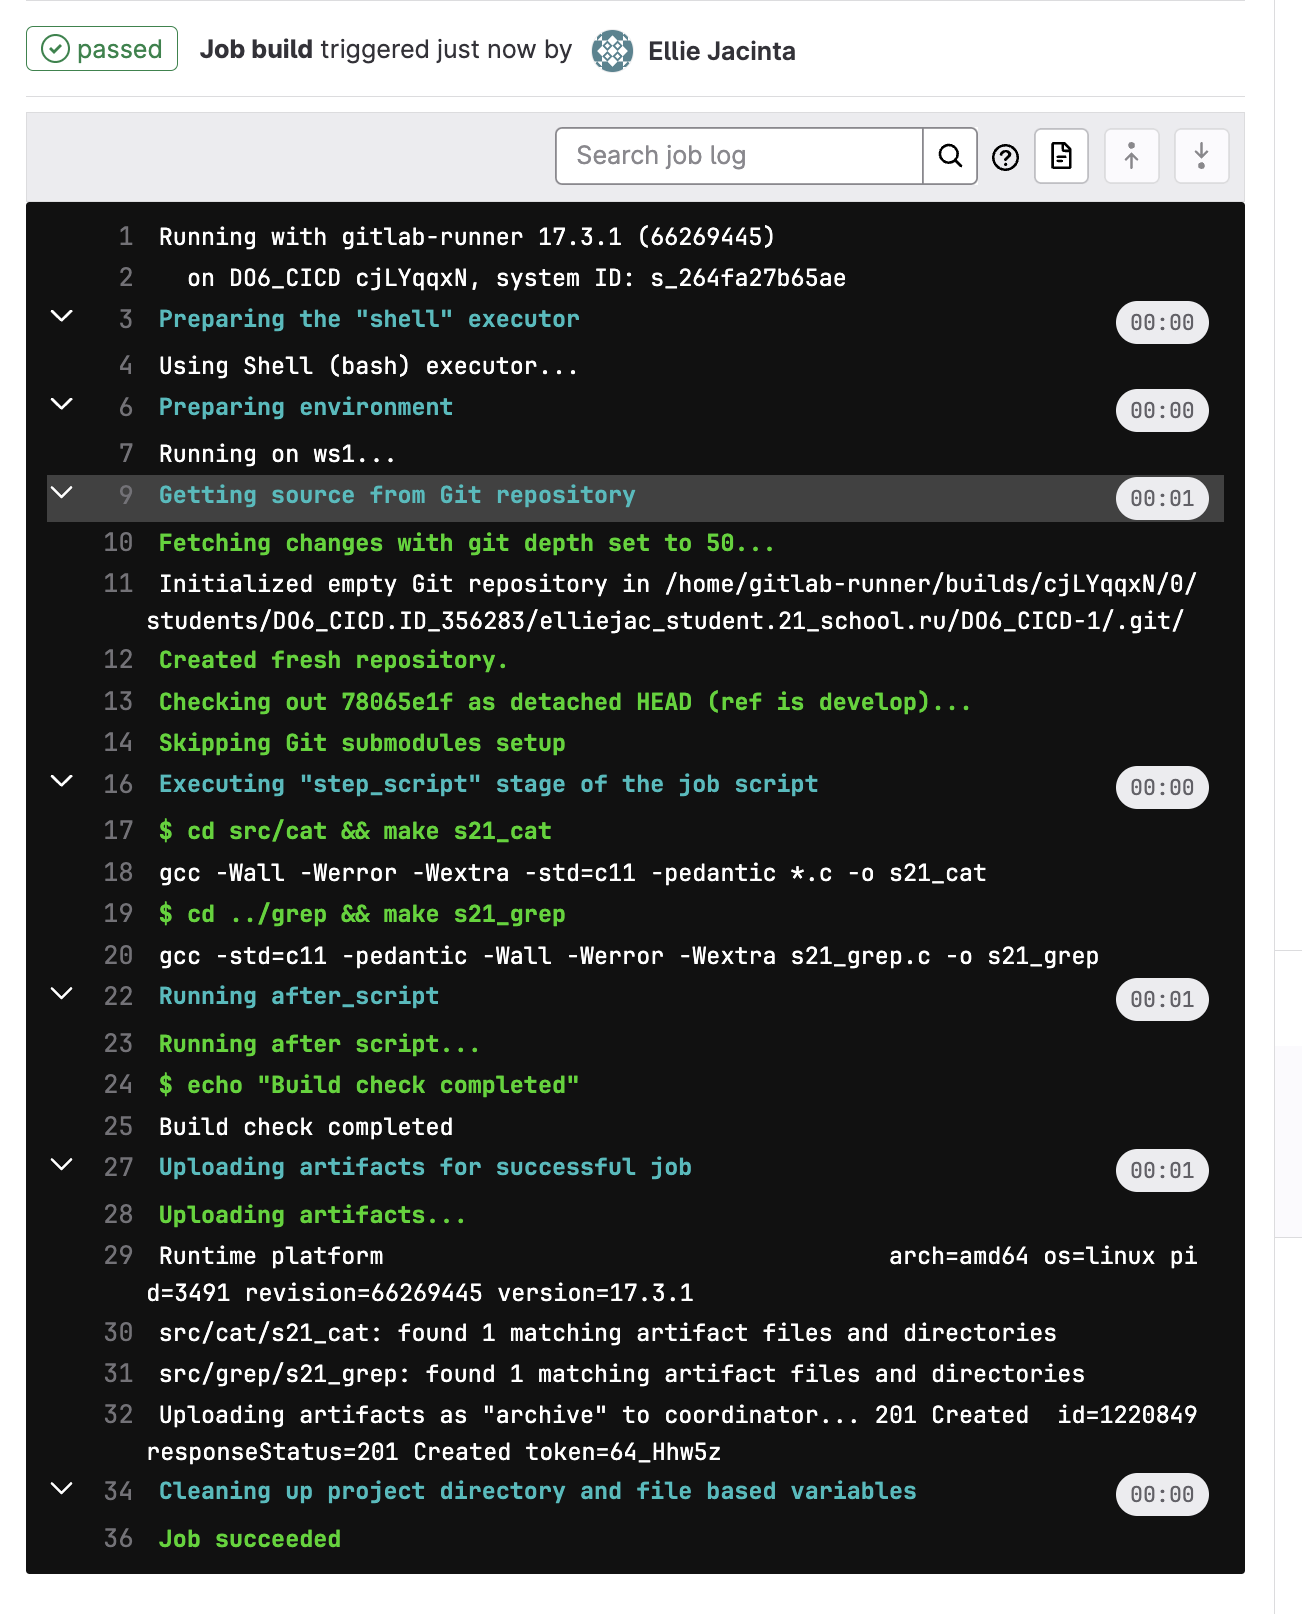 passed Job build triggered just now by Ellie Jacinta
Search job log
1 Running with gitlab-runner 17.3.1 (66269445)
2 on DO6_CICD cjLYqqxN, system ID: s_264fa27b65ae
3 Preparing the "shell" executor 00:00
4 Using Shell (bash) executor...
6 Preparing environment 00:00
7 Running on ws1...
9 Getting source from Git repository 00:01
10 Fetching changes with git depth set to 50...
11 Initialized empty Git repository in /home/gitlab-runner/builds/cjLYqqxN/0/
students/DO6_CICD.ID_356283/elliejac_student.21_school.ru/DO6_CICD-1/.git/
12 Created fresh repository.
13 Checking out 78065e1f as detached HEAD (ref is develop)...
14 Skipping Git submodules setup
16 Executing "step_script" stage of the job script 00:00
17 $ cd src/cat && make s21_cat
18 gcc -Wall -Werror -Wextra -std=c11 -pedantic *.c -o s21_cat
19 $ cd ../grep && make s21_grep
20 gcc -std=c11 -pedantic -Wall -Werror -Wextra s21_grep.c -o s21_grep
22 Running after_script 00:01
23 Running after script...
24 $ echo "Build check completed"
25 Build check completed
27 Uploading artifacts for successful job 00:01
28 Uploading artifacts...
29 Runtime platform arch=amd64 os=linux pi
d=3491 revision=66269445 version=17.3.1
30 src/cat/s21_cat: found 1 matching artifact files and directories
31 src/grep/s21_grep: found 1 matching artifact files and directories
32 Uploading artifacts as "archive" to coordinator... 201 Created id=1220849
responseStatus=201 Created token=64_Hhw5z
34 Cleaning up project directory and file based variables 00:00
36 Job succeeded